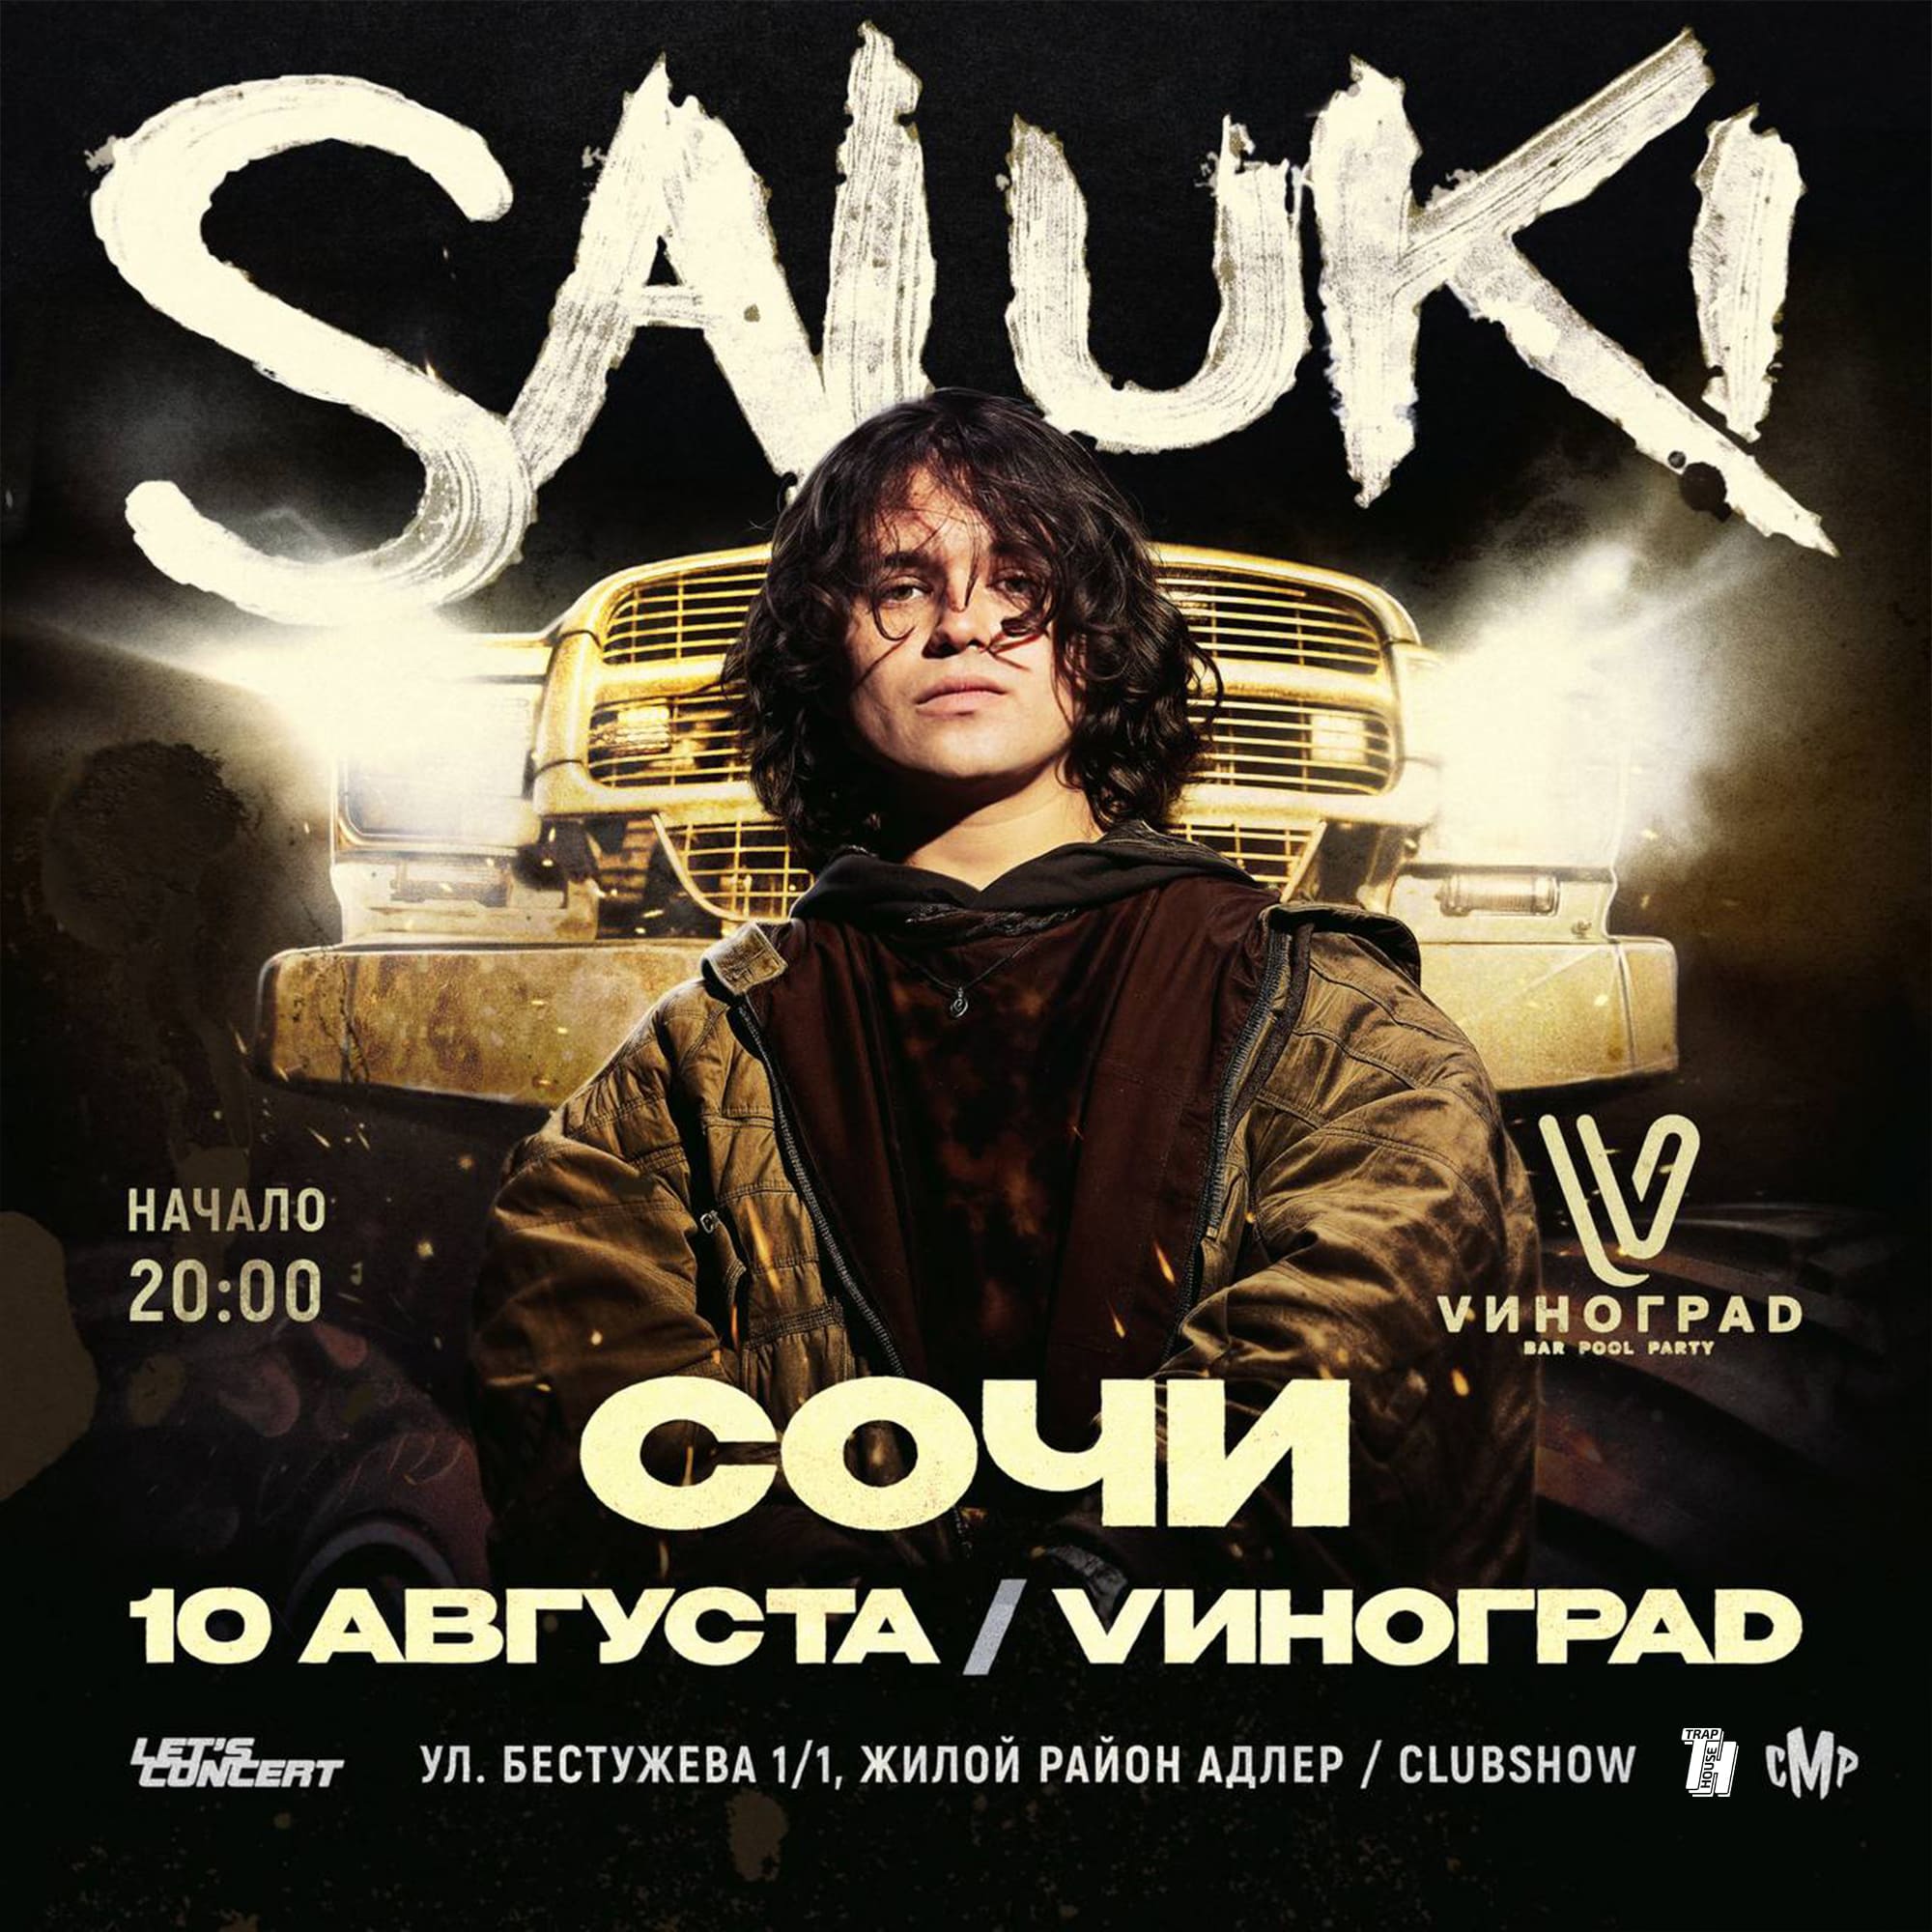 SALUKI
НАЧАЛО
20:00
VИНОГРАD
BAR POOL PARTY
СОЧИ
10 АВГУСТА / VИНОГРАD
LET'S
CONCERT
УЛ. БЕСТУЖЕВА 1/1, ЖИЛОЙ РАЙОН АДЛЕР / CLUBSHOW
TRAP
HOUSE
CMP